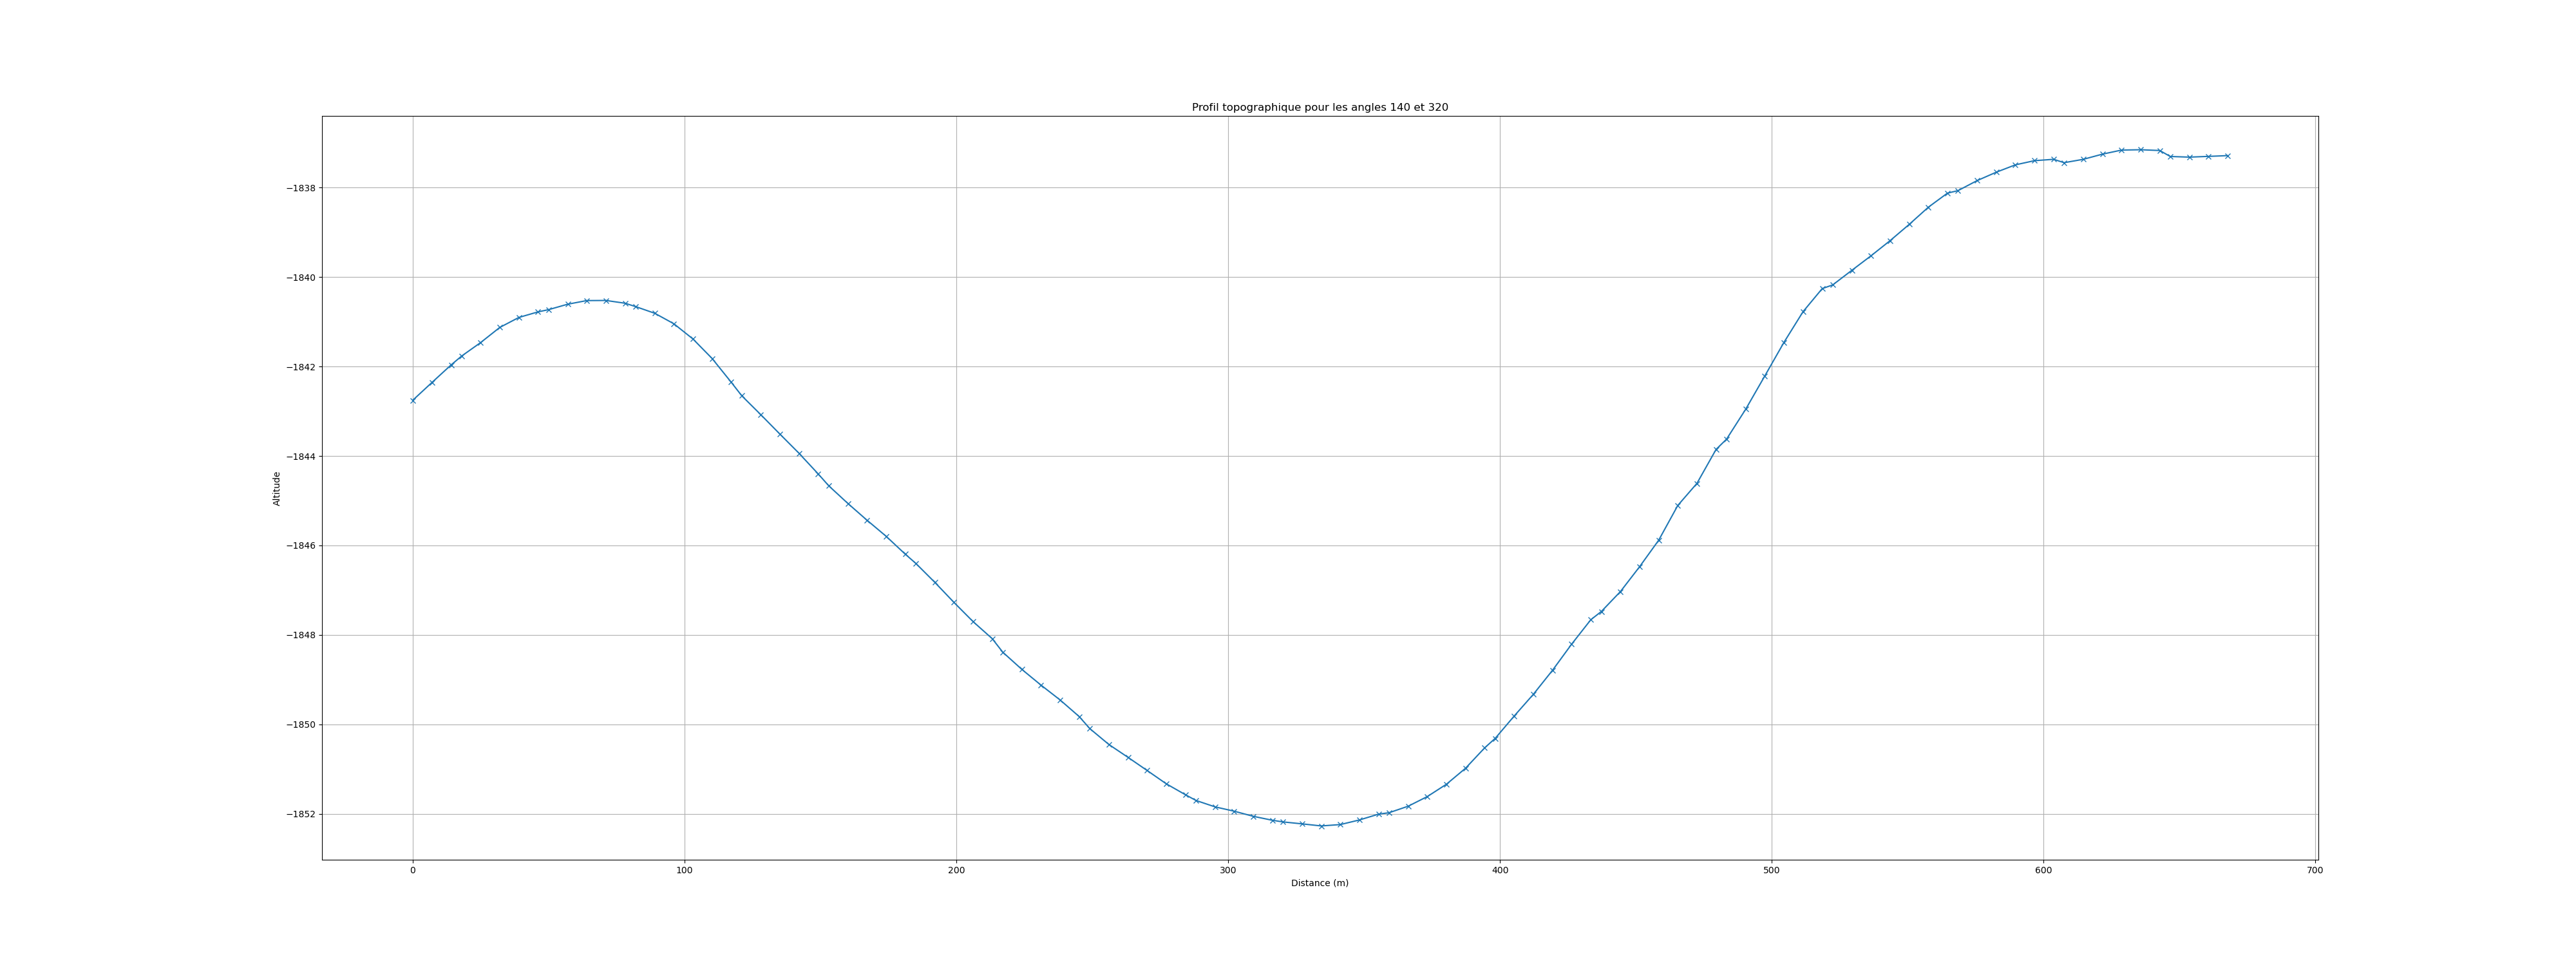 Profil topographique pour les angles 140 et 320
Altitude
−1838
−1840
−1842
−1844
−1846
−1848
−1850
−1852
0 100 200 300 400 500 600 700
Distance (m)